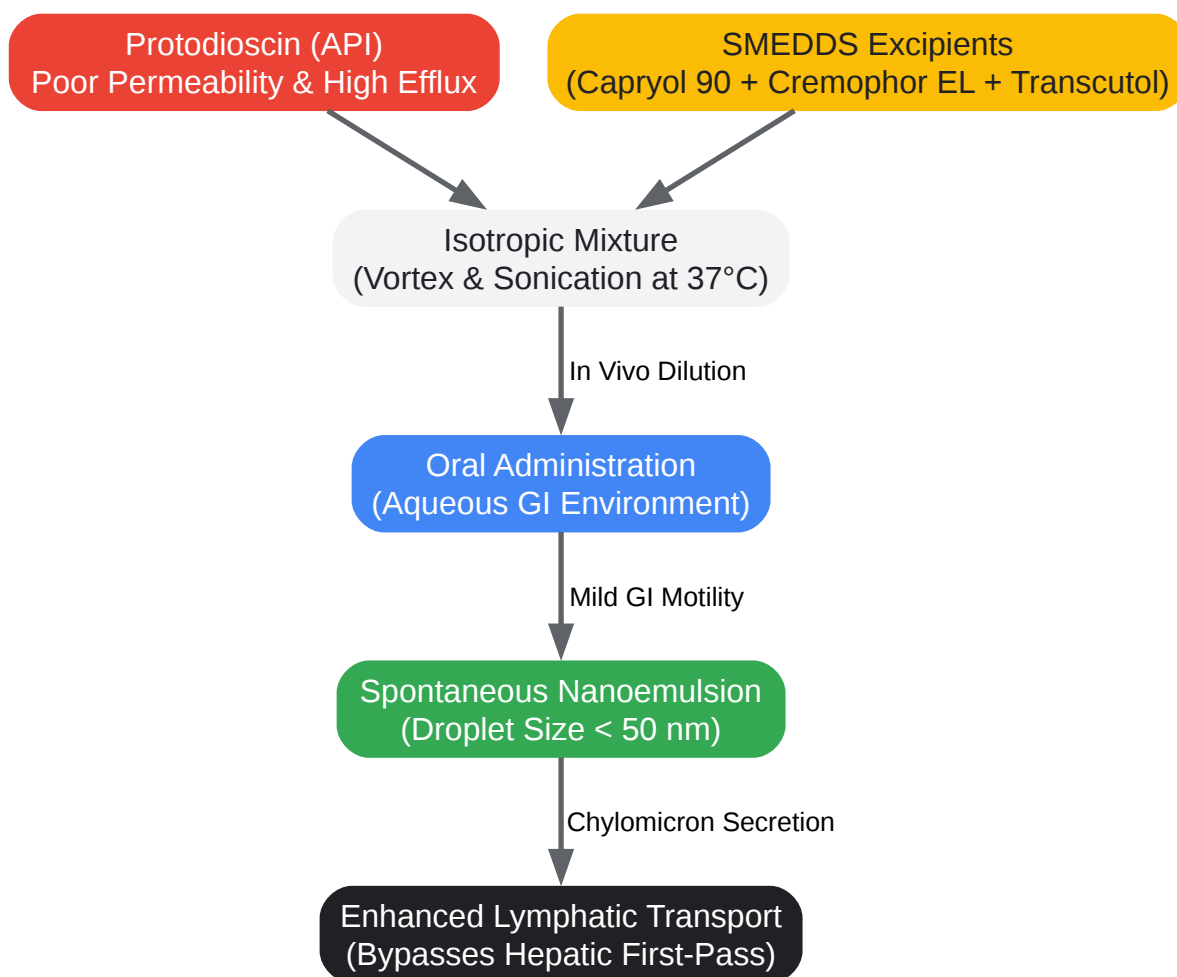 Protodioscin (API)
Poor Permeability & High Efflux
SMEDDS Excipients
(Capryol 90 + Cremophor EL + Transcutol)
Isotropic Mixture
(Vortex & Sonication at 37°C)
In Vivo Dilution
Oral Administration
(Aqueous GI Environment)
Mild GI Motility
Spontaneous Nanoemulsion
(Droplet Size < 50 nm)
Chylomicron Secretion
Enhanced Lymphatic Transport
(Bypasses Hepatic First-Pass)